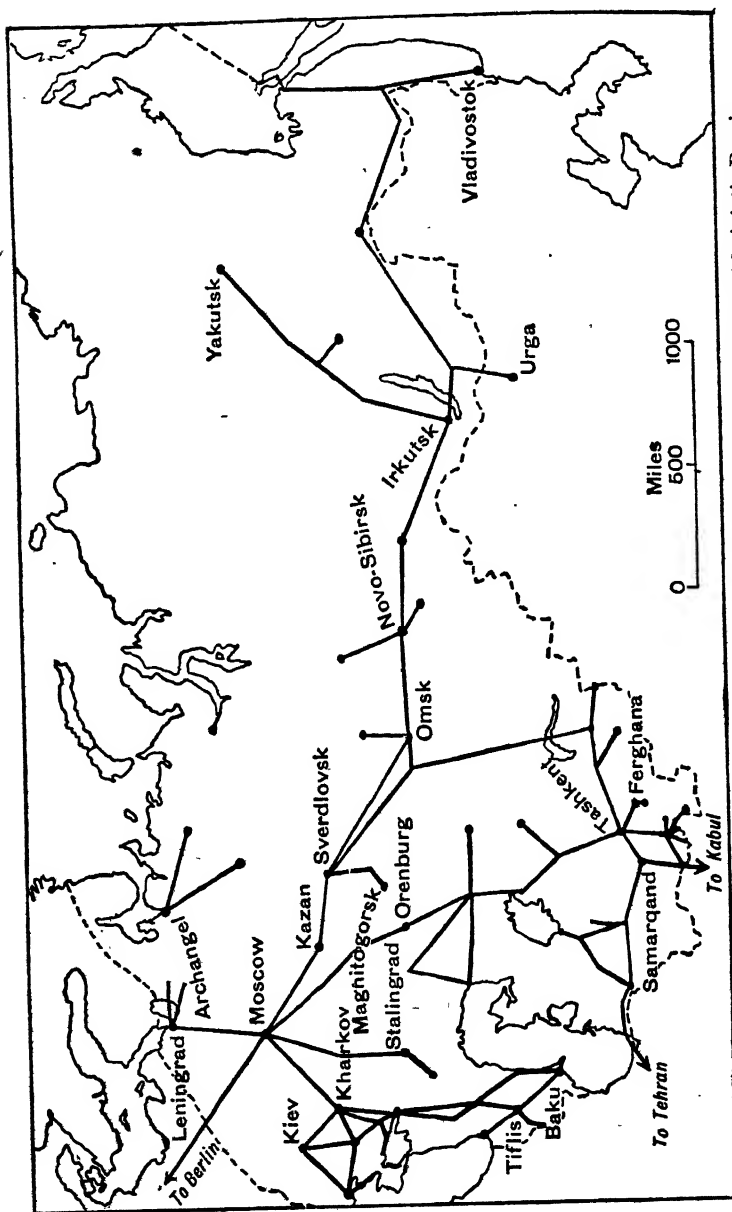 Leningrad
Archangel
To Berlin
Moscow
Kazan
Sverdlovsk
Omsk
Novo-Sibirsk
Irkutsk
Yakutsk
Urga
Vladivostok
Kiev
Kharkov
Stalingrad
Maghitogorsk
Orenburg
Tashkent
Ferghana
Samarqand
Tiflis
Baku
To Tehran
To Kabul
Miles
0 500 1000